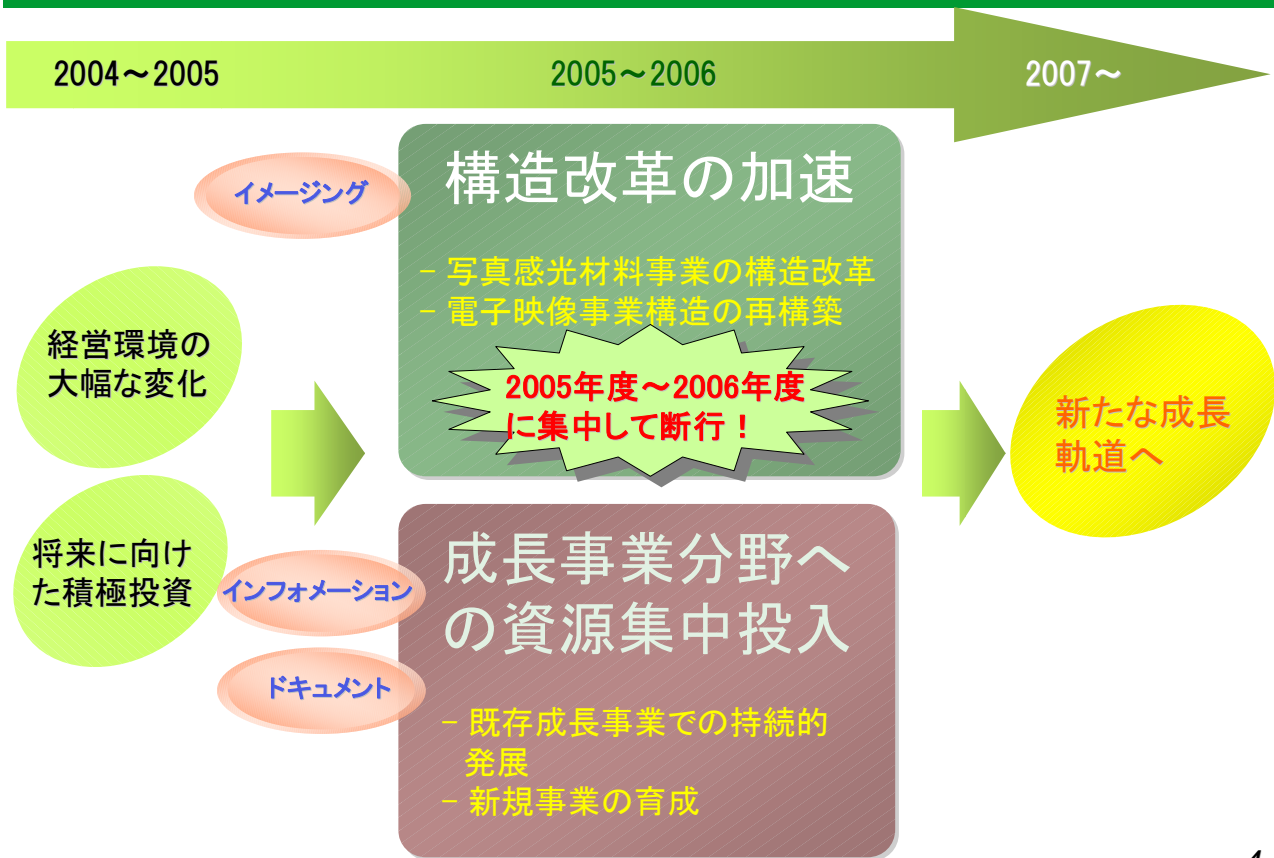 2004～2005
2005～2006
2007～
イメージング
構造改革の加速
- 写真感光材料事業の構造改革
- 電子映像事業構造の再構築
2005年度～2006年度
に集中して断行！
経営環境の
大幅な変化
将来に向け
た積極投資
新たな成長
軌道へ
インフォメーション
ドキュメント
成長事業分野へ
の資源集中投入
- 既存成長事業での持続的
発展
- 新規事業の育成